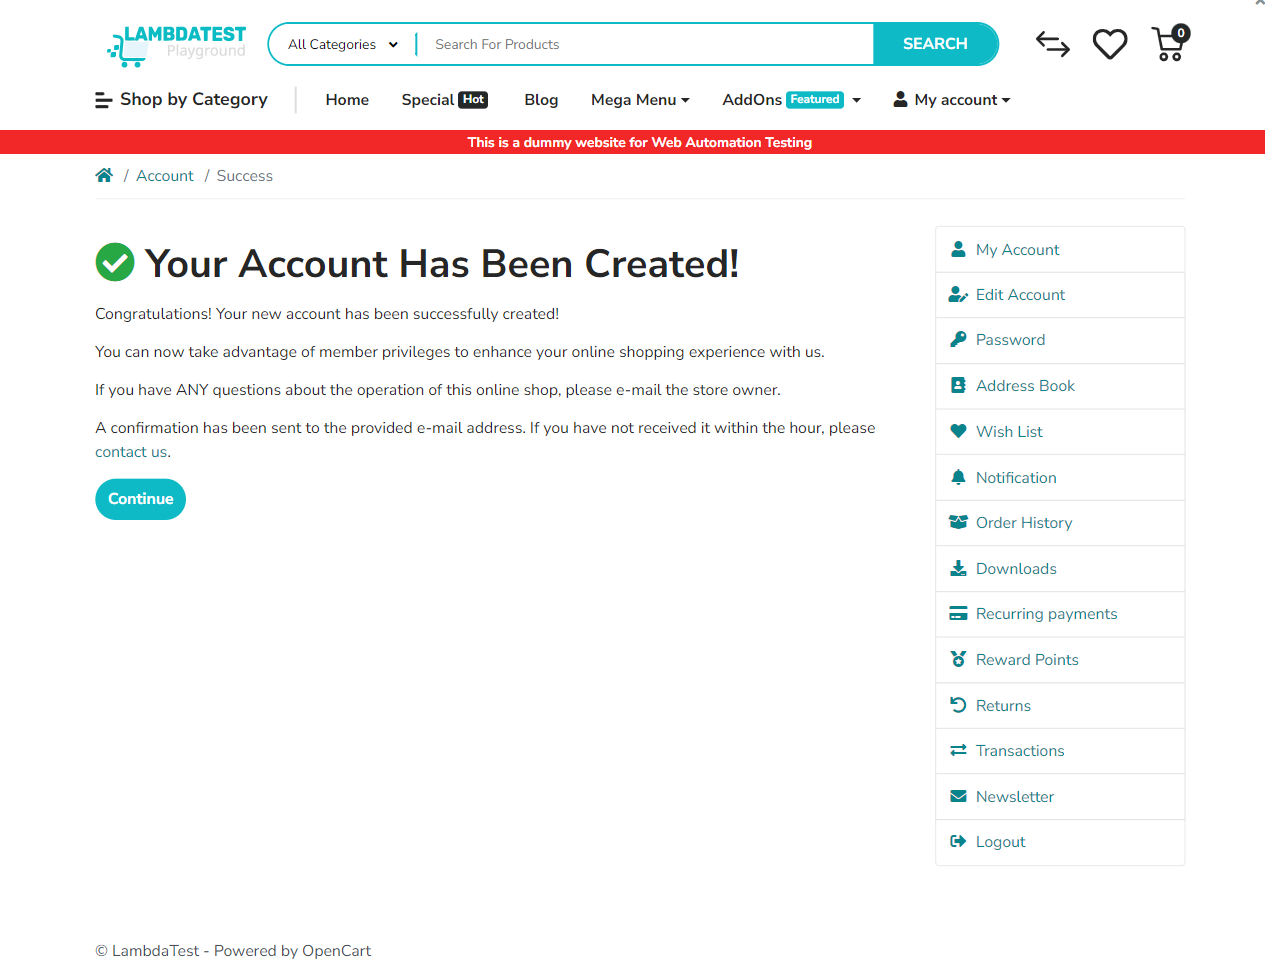 LAMBDATEST
Playground
All Categories
Search For Products
SEARCH
0
Shop by Category
Home
Special Hot
Blog
Mega Menu
AddOns Featured
My account
This is a dummy website for Web Automation Testing
/ Account / Success
Your Account Has Been Created!
Congratulations! Your new account has been successfully created!
You can now take advantage of member privileges to enhance your online shopping experience with us.
If you have ANY questions about the operation of this online shop, please e-mail the store owner.
A confirmation has been sent to the provided e-mail address. If you have not received it within the hour, please
contact us.
Continue
My Account
Edit Account
Password
Address Book
Wish List
Notification
Order History
Downloads
Recurring payments
Reward Points
Returns
Transactions
Newsletter
Logout
© LambdaTest - Powered by OpenCart